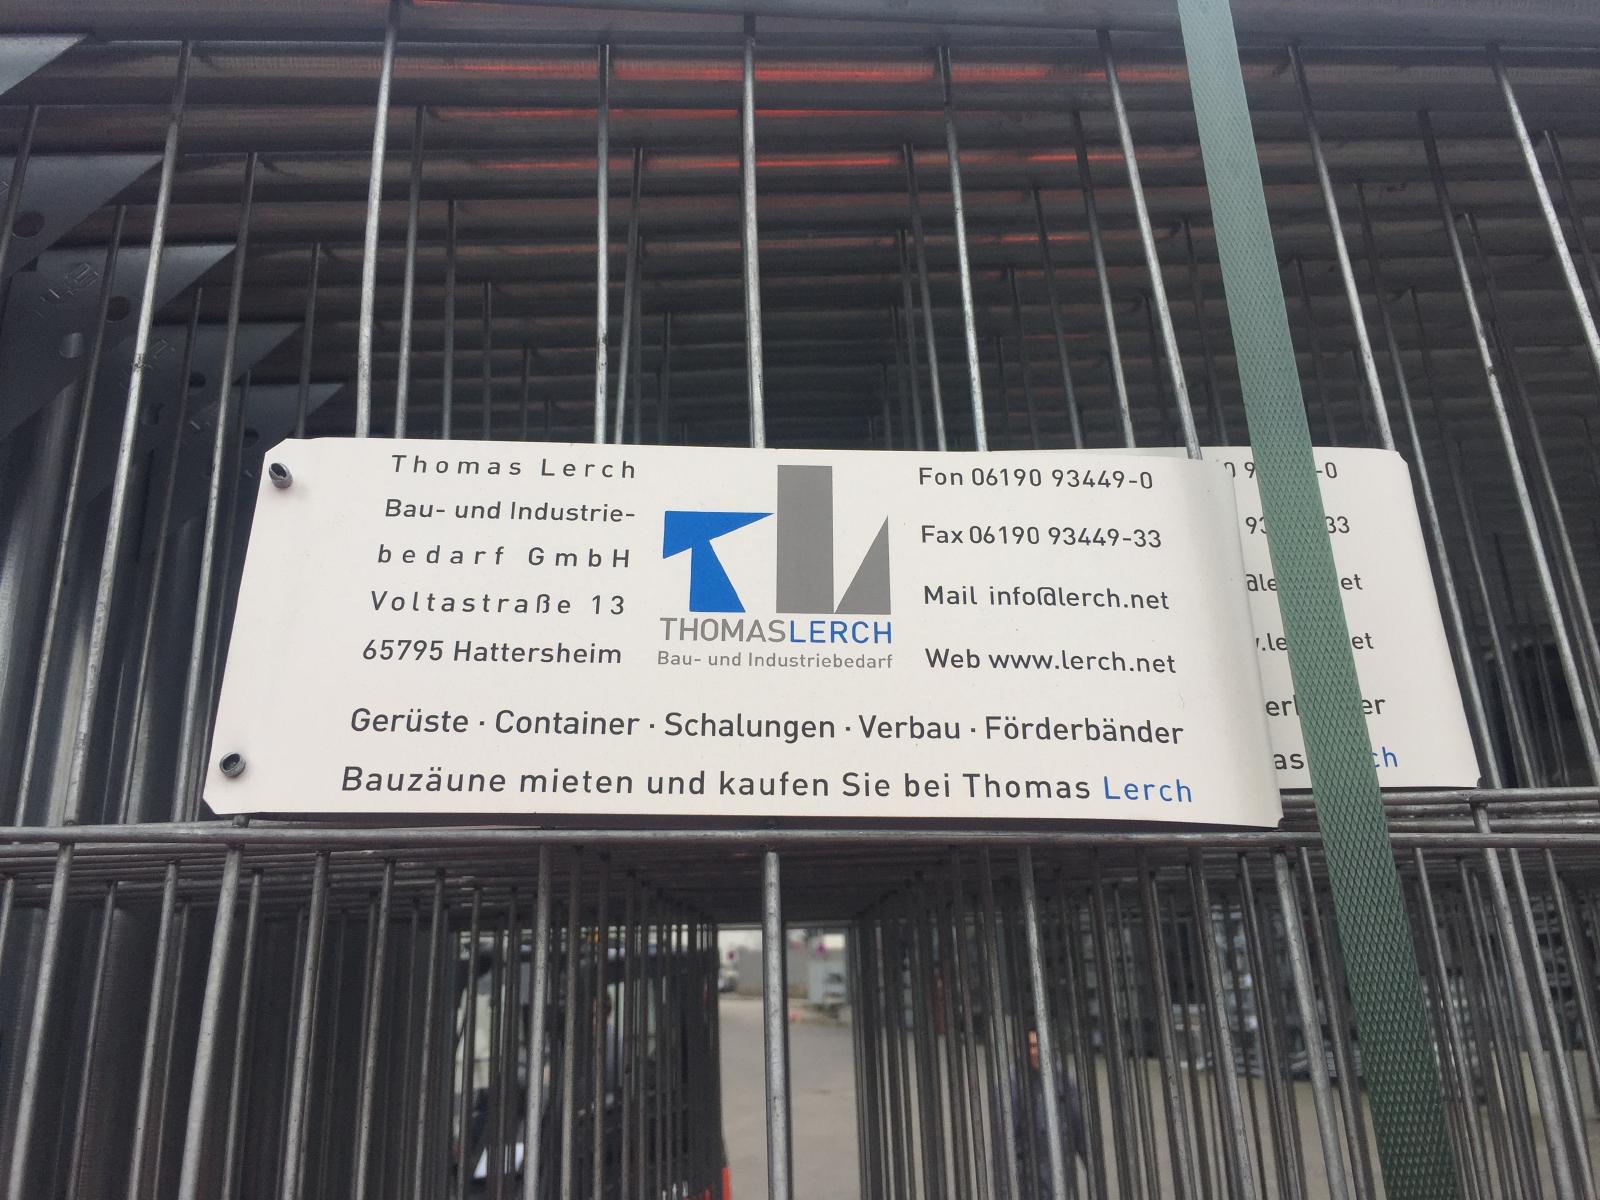 Thomas Lerch
Bau- und Industrie-
bedarf GmbH
Voltastraße 13
65795 Hattersheim
THOMASLERCH
Bau- und Industriebedarf
Fon 06190 93449-0
Fax 06190 93449-33
Mail info@lerch.net
Web www.lerch.net
Gerüste · Container · Schalungen · Verbau · Förderbänder
Bauzäune mieten und kaufen Sie bei Thomas Lerch